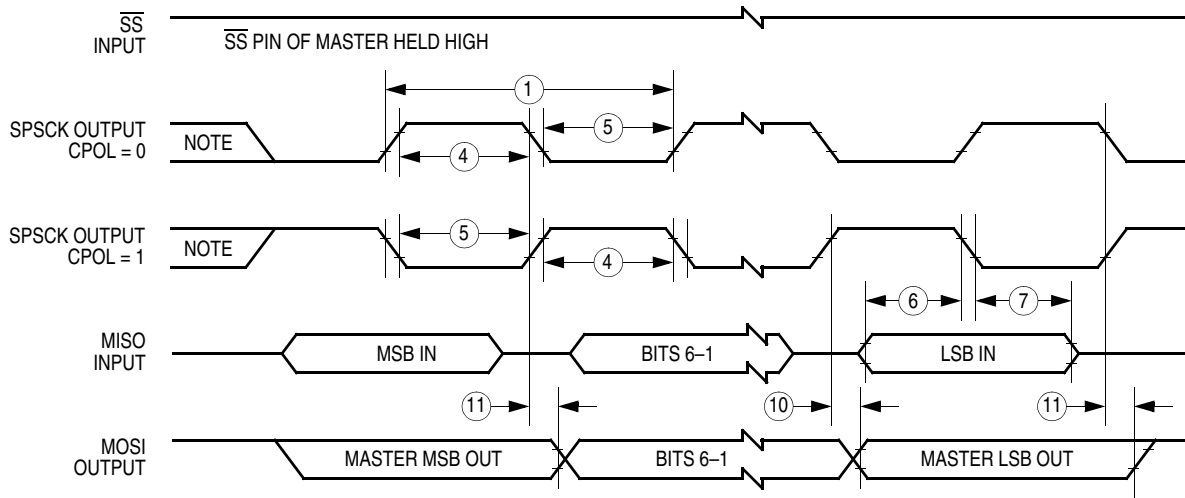 SS
INPUT
SS PIN OF MASTER HELD HIGH
1
SPSCK OUTPUT
CPOL = 0
NOTE
5
4
SPSCK OUTPUT
CPOL = 1
NOTE
5
4
6
7
MISO
INPUT
MSB IN
BITS 6–1
LSB IN
11
10
11
MOSI
OUTPUT
MASTER MSB OUT
BITS 6–1
MASTER LSB OUT